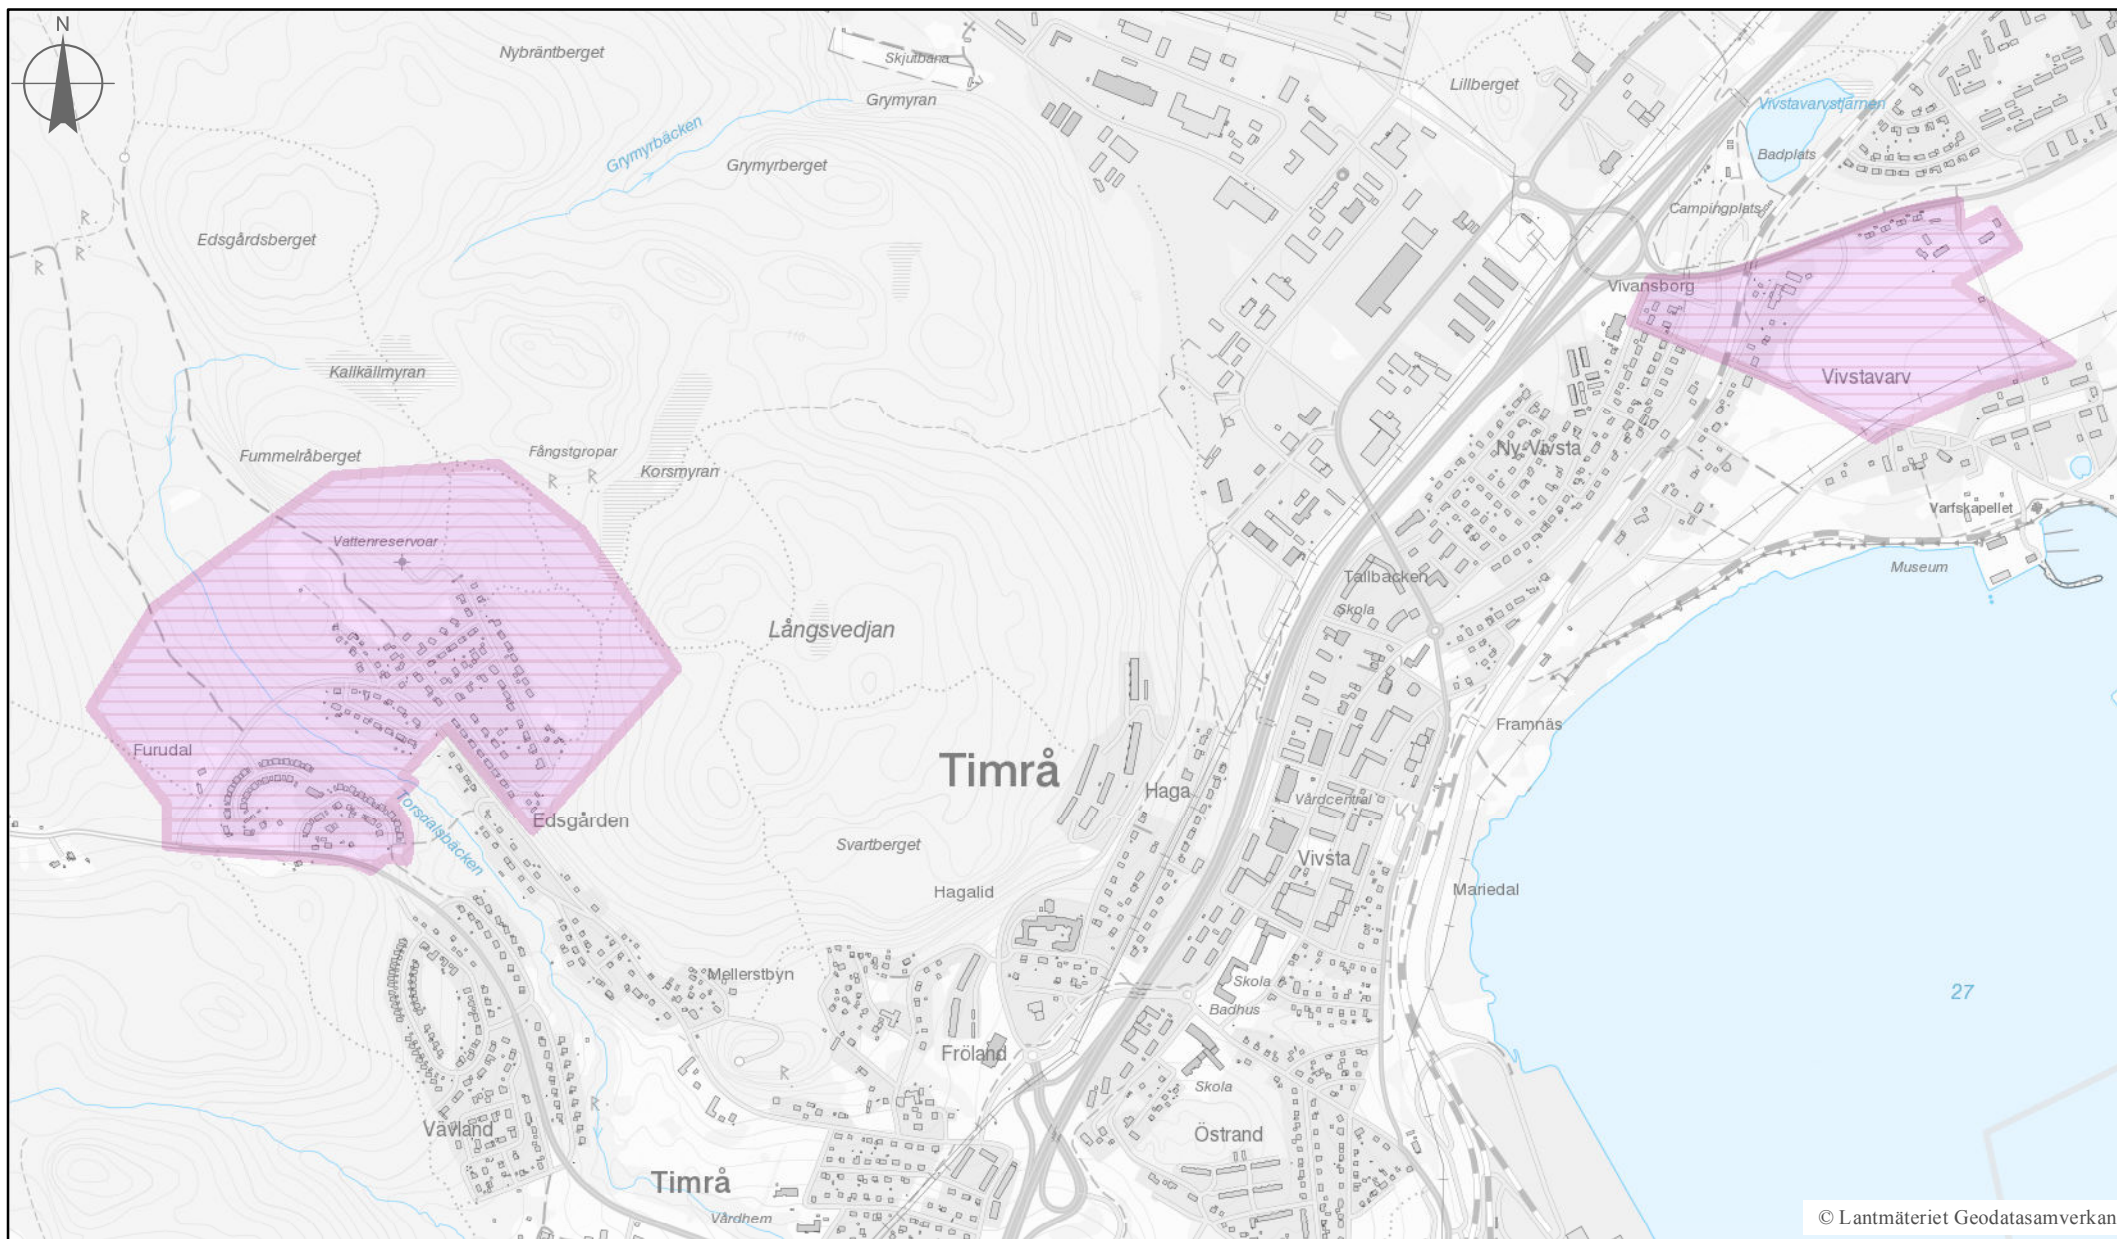 N
Nybräntberget
Skjutbana
Grymyran
Lillberget
Vivstavarvstjärnen
Grymyrbäcken
Grymyrberget
Badplats
R
Campingplats
Edsgårdsberget
R
R
Vivansborg
110
Kallkällmyran
Vivstavarv
Fummelråberget
Fångstgropar
Ny-Vivsta
Korsmyran
R
R
Varfskapellet
Vattenreservoar
Museum
Tallbacken
Skola
Långsvedjan
Framnäs
Furudal
Timrå
Haga
Vårdcentral
Torsdalsbäcken
Edsgården
Svartberget
Vivsta
Hagalid
Mariedal
Mellerstbyn
Skola
27
Badhus
Fröland
R
Skola
R
Vävland
Östrand
Timrå
Vårdhem
© Lantmäteriet Geodatasamverkan